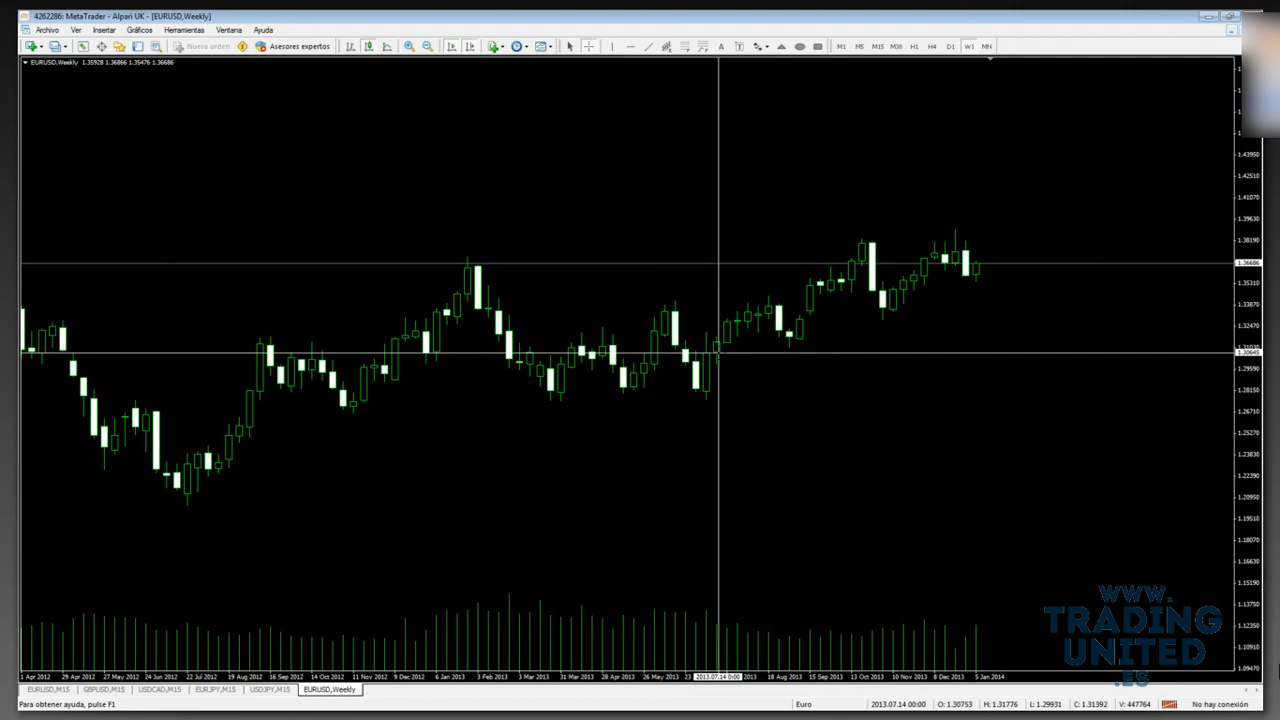 4262286: MetaTrader - Alpari UK - [EURUSD,Weekly]
Archivo Ver Insertar Gráficos Herramientas Ventana Ayuda
Nueva orden Asesores expertos A T M1 M5 M15 M30 H1 H4 D1 W1 MN
EURUSD,Weekly 1.35928 1.36866 1.35476 1.36686
1.43950
1.42510
1.41070
1.39630
1.38190
1.36686
1.35310
1.33870
1.32470
1.30645
1.29590
1.28150
1.26710
1.25270
1.23830
1.22390
1.20950
1.19510
1.18070
1.16630
1.15190
1.13750
1.12350
1.10910
1.09470
WWW.
TRADING
UNITED
.ES
1 Apr 2012 29 Apr 2012 27 May 2012 24 Jun 2012 22 Jul 2012 19 Aug 2012 16 Sep 2012 14 Oct 2012 11 Nov 2012 9 Dec 2012 6 Jan 2013 3 Feb 2013 3 Mar 2013 31 Mar 2013 28 Apr 2013 26 May 2013 23 2013.07.14 0:00 2013 18 Aug 2013 15 Sep 2013 13 Oct 2013 10 Nov 2013 8 Dec 2013 5 Jan 2014
EURUSD,M15 GBPUSD,M15 USDCAD,M15 EURJPY,M15 USDJPY,M15 EURUSD,Weekly
Para obtener ayuda, pulse F1 Euro 2013.07.14 00:00 O: 1.30753 H: 1.31776 L: 1.29931 C: 1.31392 V: 447764 No hay conexión